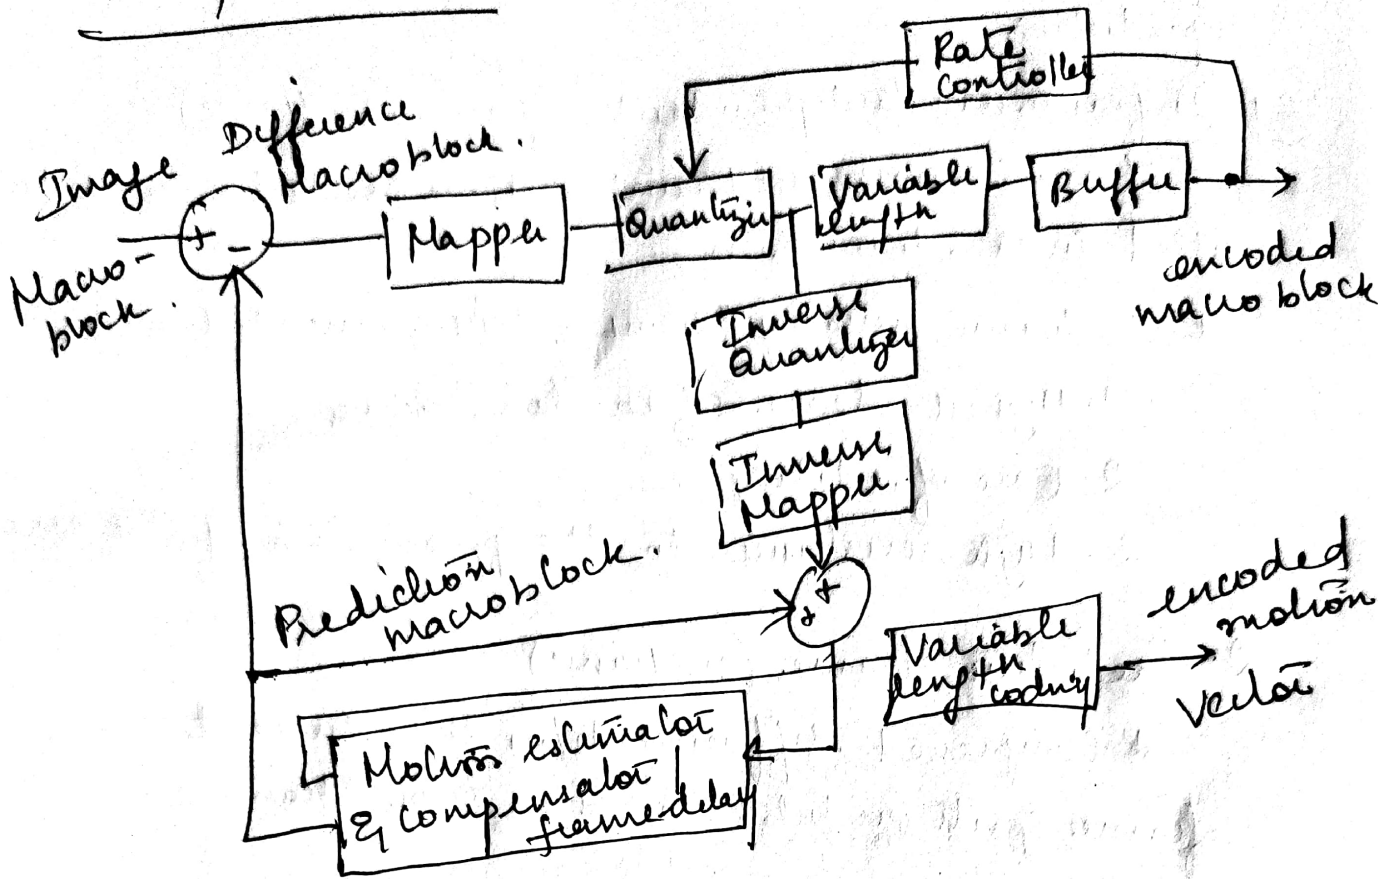 Rate
controller
Difference
Macroblock.
Image
Macro-
block.
+
-
Mapper
Quantizer
Variable
length
Buffer
encoded
macro block
Inverse
Quantizer
Inverse
Mapper
Prediction
macroblock.
+
+
Variable
length
coding
encoded
motion
Vector
Motion estimator
& compensator /
frame delay